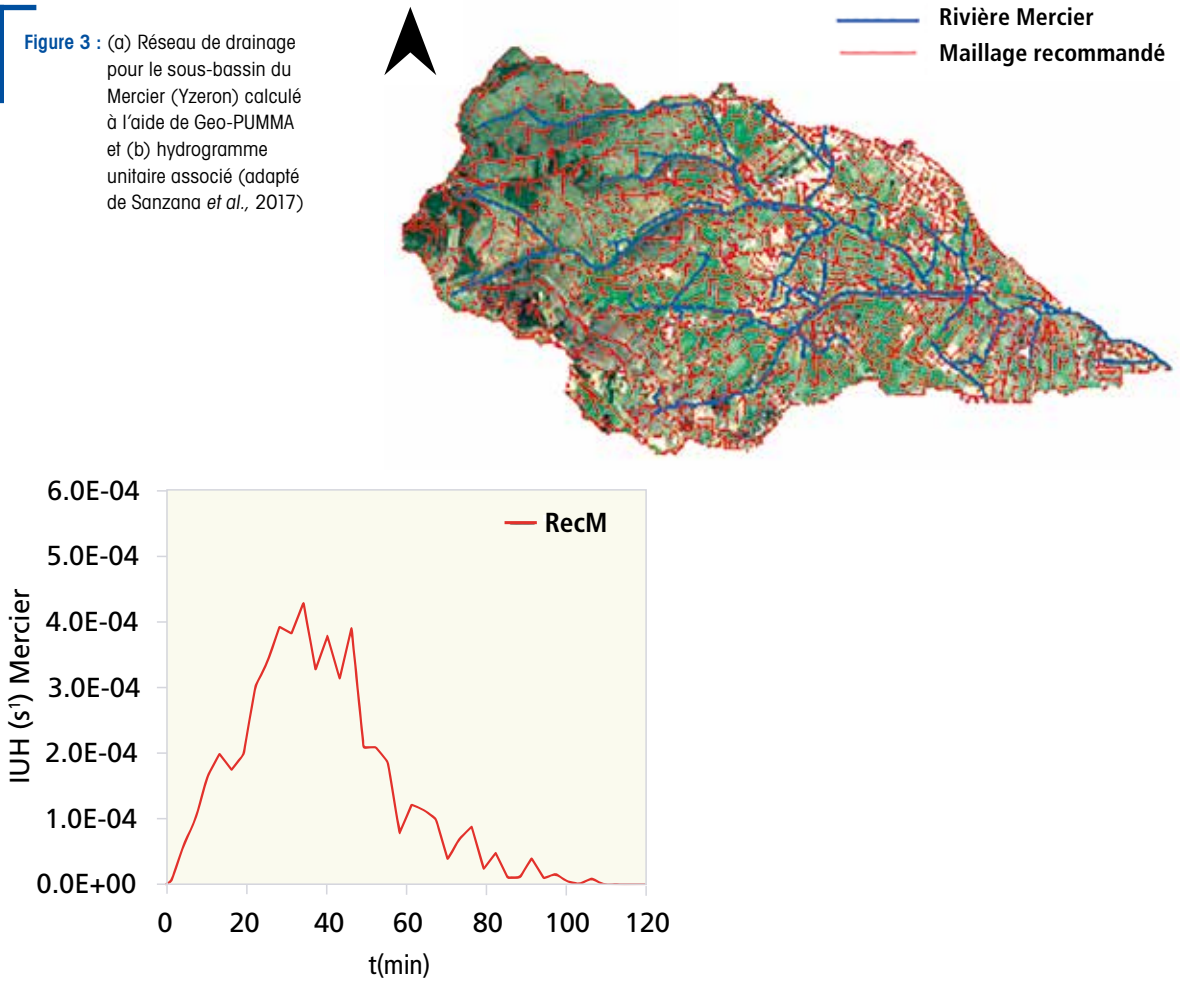 Figure 3 : (a) Réseau de drainage
pour le sous-bassin du
Mercier (Yzeron) calculé
à l'aide de Geo-PUMMA
et (b) hydrogramme
unitaire associé (adapté
de Sanzana et al., 2017)
Rivière Mercier
Maillage recommandé
6.0E-04
5.0E-04
4.0E-04
3.0E-04
2.0E-04
1.0E-04
0.0E+00
IUH (s¹) Mercier
RecM
0 20 40 60 80 100 120
t(min)